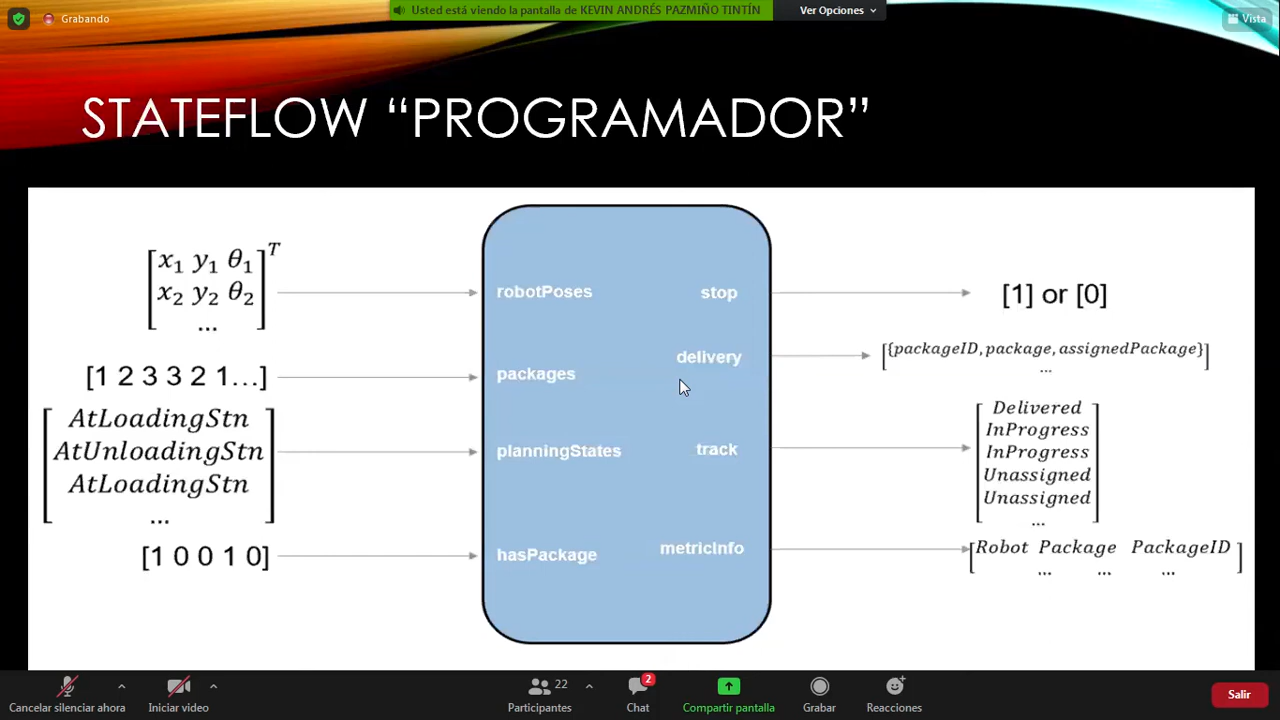 Grabando
Usted está viendo la pantalla de KEVIN ANDRÉS PAZMIÑO TINTÍN
Ver Opciones
Vista
STATEFLOW “PROGRAMADOR”
[x₁ y₁ θ₁
x₂ y₂ θ₂
...]ᵀ
robotPoses
stop
[1] or [0]
delivery
[{packageID, package, assignedPackage}
...]
[1 2 3 3 2 1...]
packages
[AtLoadingStn
AtUnloadingStn
AtLoadingStn
...]
planningStates
track
[Delivered
InProgress
InProgress
Unassigned
Unassigned
...]
[1 0 0 1 0]
hasPackage
metricInfo
[Robot Package PackageID
... ... ...]
Cancelar silenciar ahora
Iniciar video
22
Participantes
2
Chat
Compartir pantalla
Grabar
Reacciones
Salir